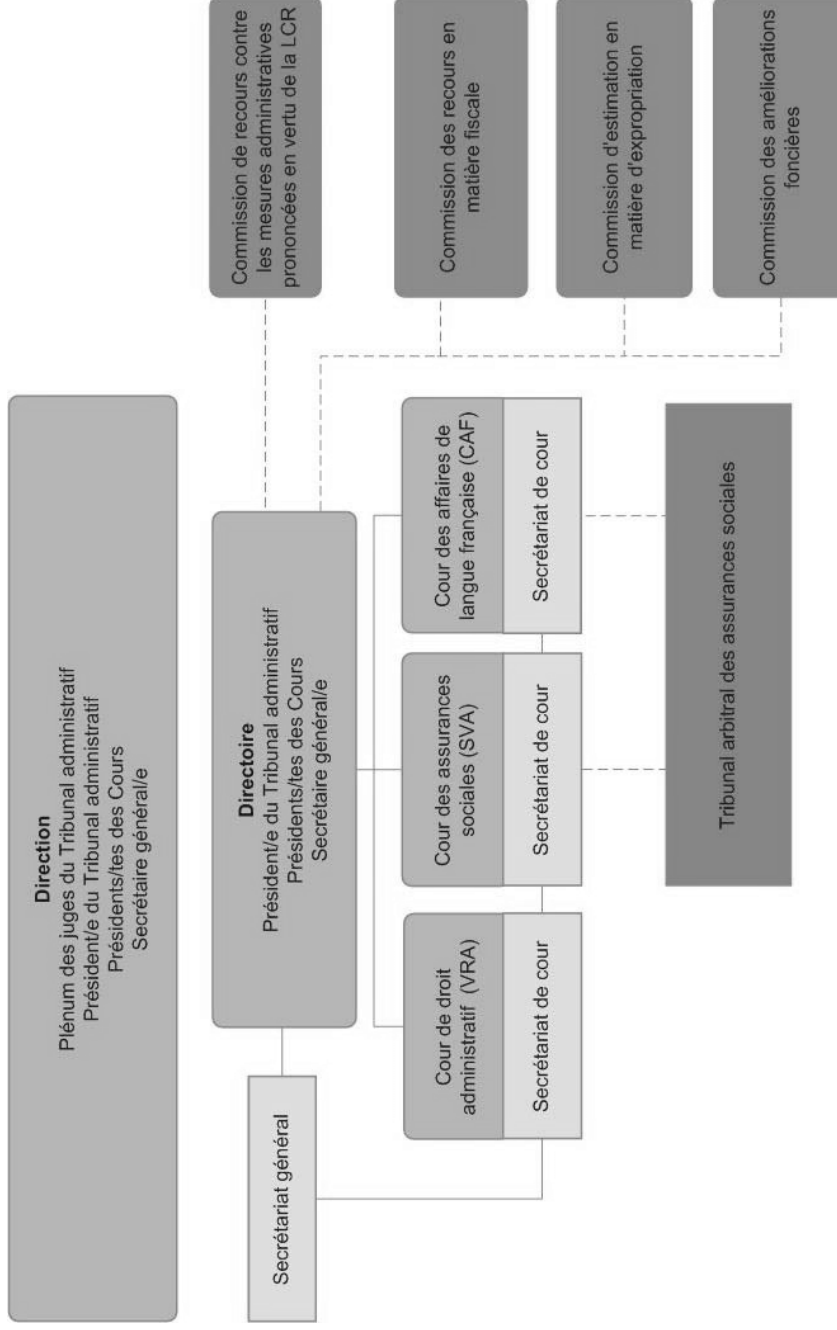 Direction
Plénum des juges du Tribunal administratif
Président/e du Tribunal administratif
Présidents/tes des Cours
Secrétaire général/e
Secrétariat général
Directoire
Président/e du Tribunal administratif
Présidents/tes des Cours
Secrétaire général/e
Commission de recours contre
les mesures administratives
prononcées en vertu de la LCR
Cour de droit
administratif (VRA)
Secrétariat de cour
Cour des assurances
sociales (SVA)
Secrétariat de cour
Cour des affaires de
langue française (CAF)
Secrétariat de cour
Commission des recours en
matière fiscale
Commission d'estimation en
matière d'expropriation
Commission des améliorations
foncières
Tribunal arbitral des assurances sociales